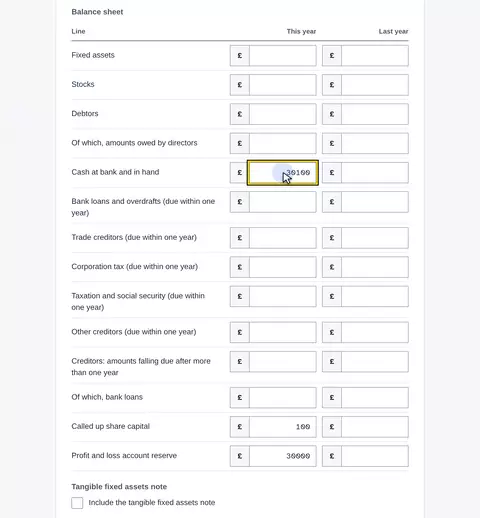 Balance sheet
Line This year Last year
Fixed assets £ £
Stocks £ £
Debtors £ £
Of which, amounts owed by directors £ £
Cash at bank and in hand £ 30100 £
Bank loans and overdrafts (due within one £ £
year)
Trade creditors (due within one year) £ £
Corporation tax (due within one year) £ £
Taxation and social security (due within £ £
one year)
Other creditors (due within one year) £ £
Creditors: amounts falling due after more £ £
than one year
Of which, bank loans £ £
Called up share capital £ 100 £
Profit and loss account reserve £ 30000 £
Tangible fixed assets note
Include the tangible fixed assets note